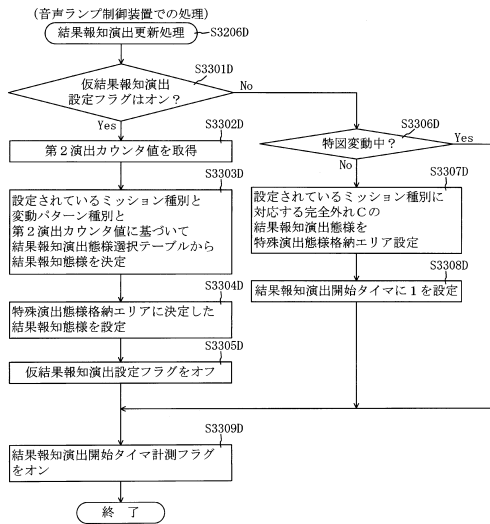 (音声ランプ制御装置での処理)
結果報知演出更新処理
S3206D
S3301D
仮結果報知演出
設定フラグはオン？
No
Yes
S3302D
第2演出カウンタ値を取得
S3303D
設定されているミッション種別と
変動パターン種別と
第2演出カウンタ値に基づいて
結果報知演出態様選択テーブルから
結果報知態様を決定
S3304D
特殊演出態様格納エリアに決定した
結果報知態様を設定
S3305D
仮結果報知演出設定フラグをオフ
S3306D
特図変動中？
Yes
No
S3307D
設定されているミッション種別に
対応する完全外れCの
結果報知演出態様を
特殊演出態様格納エリア設定
S3308D
結果報知演出開始タイマに1を設定
S3309D
結果報知演出開始タイマ計測フラグ
をオン
終 了